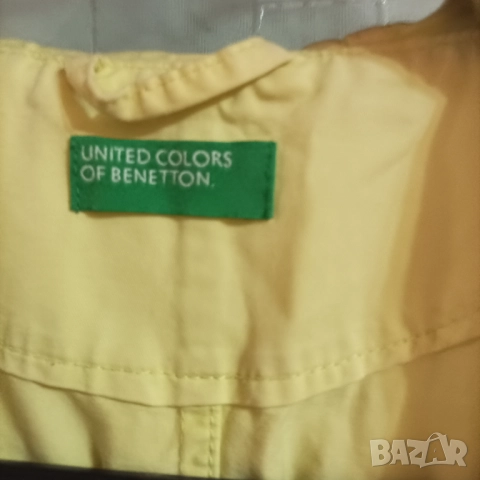 UNITED COLORS
OF BENETTON.
BAZAR